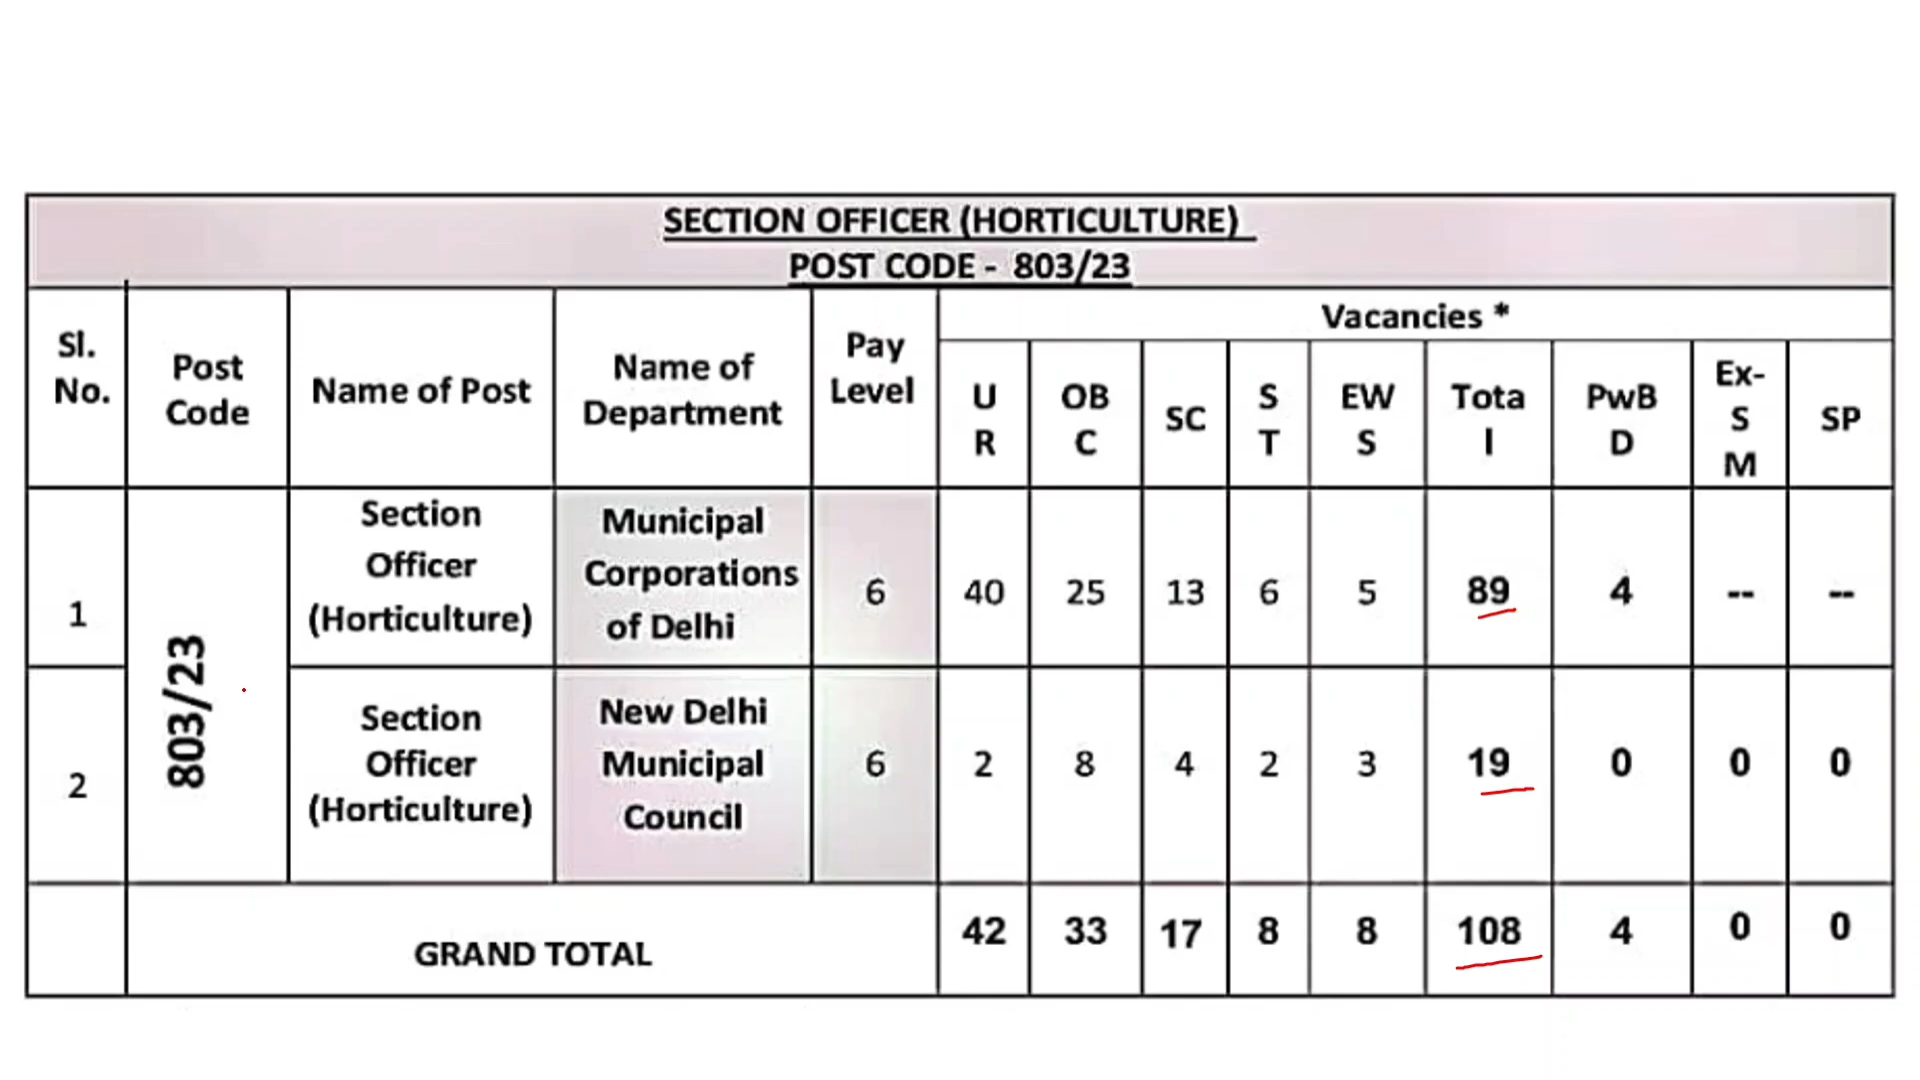 SECTION OFFICER (HORTICULTURE)
POST CODE - 803/23
Sl. No.
Post Code
Name of Post
Name of Department
Pay Level
Vacancies *
U R
OB C
SC
S T
EW S
Tota l
PwB D
Ex- S M
SP
1
803/23
Section Officer (Horticulture)
Municipal Corporations of Delhi
6
40
25
13
6
5
89
4
--
--
2
Section Officer (Horticulture)
New Delhi Municipal Council
6
2
8
4
2
3
19
0
0
0
GRAND TOTAL
42
33
17
8
8
108
4
0
0